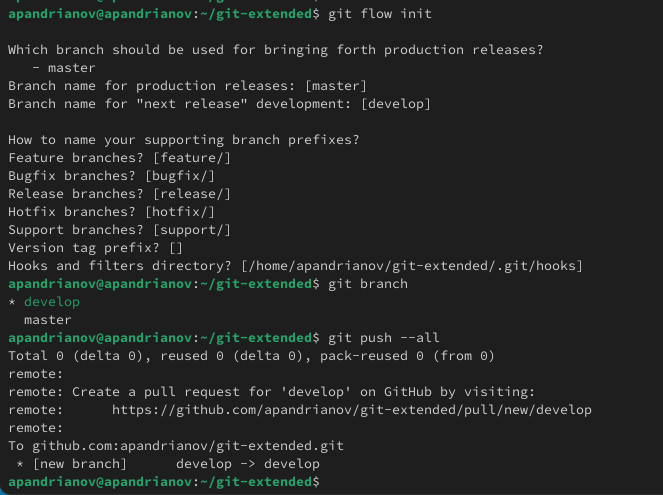 apandrianov@apandrianov:~/git-extended$ git flow init

Which branch should be used for bringing forth production releases?
   - master
Branch name for production releases: [master]
Branch name for "next release" development: [develop]

How to name your supporting branch prefixes?
Feature branches? [feature/]
Bugfix branches? [bugfix/]
Release branches? [release/]
Hotfix branches? [hotfix/]
Support branches? [support/]
Version tag prefix? []
Hooks and filters directory? [/home/apandrianov/git-extended/.git/hooks]
apandrianov@apandrianov:~/git-extended$ git branch
* develop
  master
apandrianov@apandrianov:~/git-extended$ git push --all
Total 0 (delta 0), reused 0 (delta 0), pack-reused 0 (from 0)
remote:
remote: Create a pull request for 'develop' on GitHub by visiting:
remote:      https://github.com/apandrianov/git-extended/pull/new/develop
remote:
To github.com:apandrianov/git-extended.git
 * [new branch]      develop -> develop
apandrianov@apandrianov:~/git-extended$